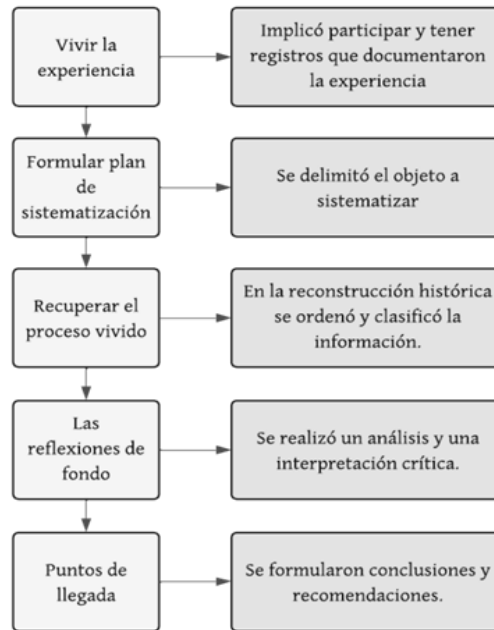 Vivir la
experiencia
Implicó participar y tener
registros que documentaron
la experiencia
Formular plan
de
sistematización
Se delimitó el objeto a
sistematizar
Recuperar el
proceso vivido
En la reconstrucción histórica
se ordenó y clasificó la
información.
Las
reflexiones de
fondo
Se realizó un análisis y una
interpretación crítica.
Puntos de
llegada
Se formularon conclusiones y
recomendaciones.